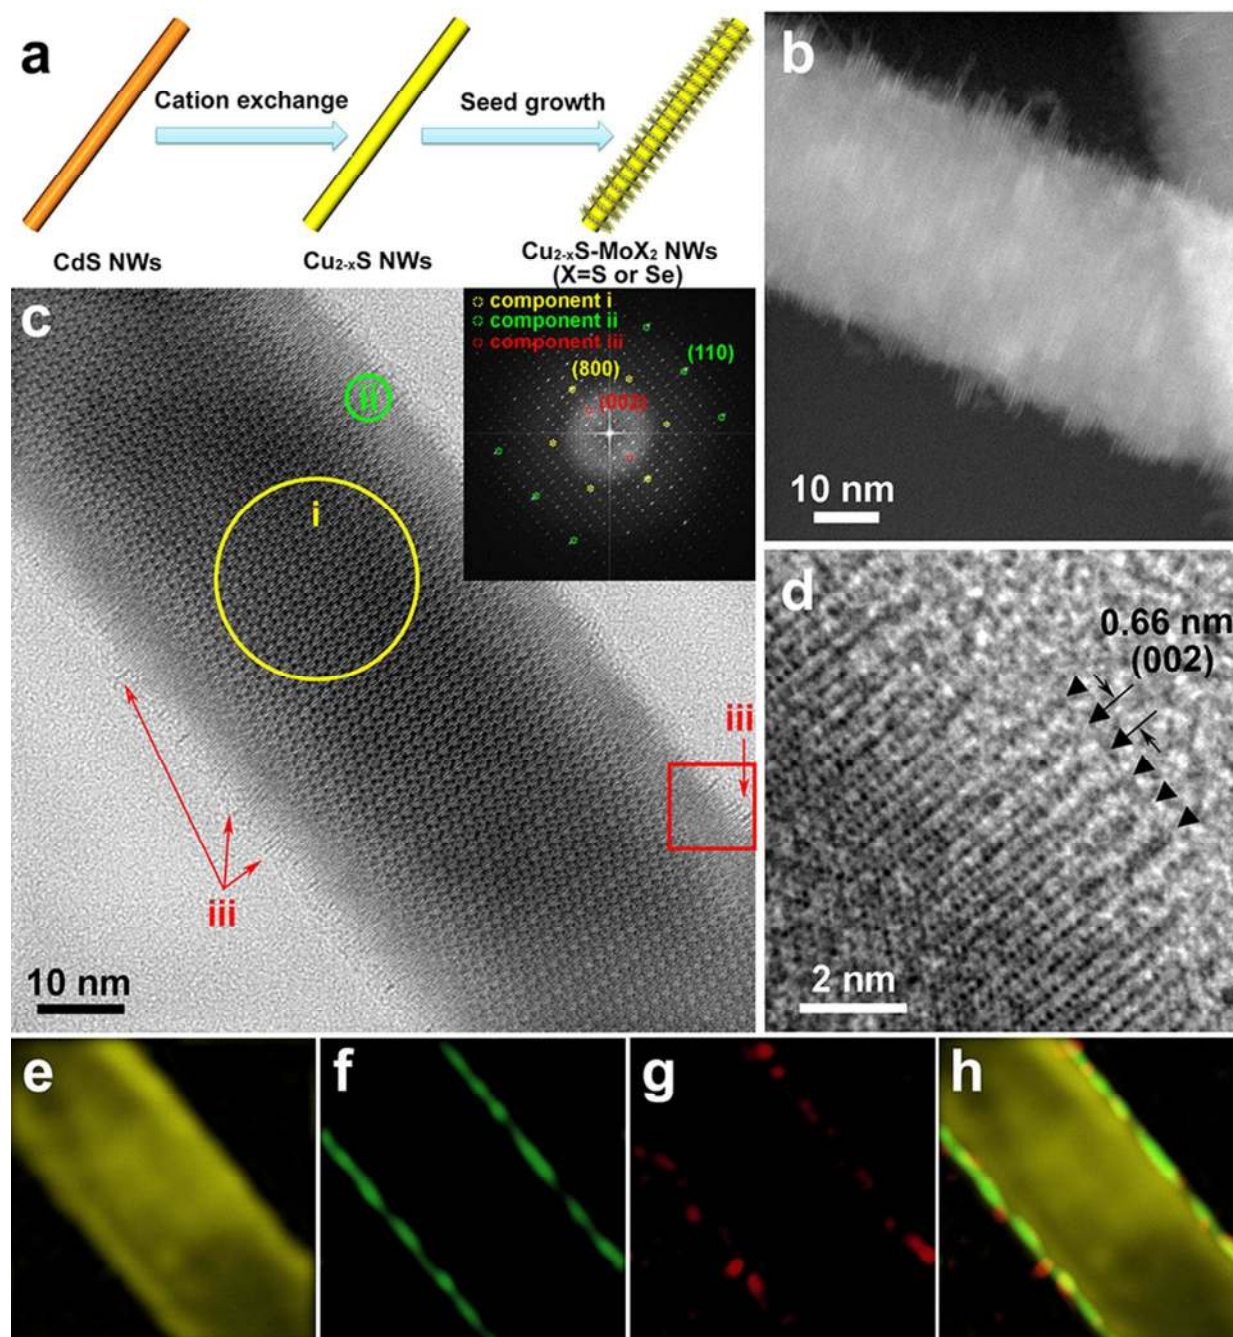 a
Cation exchange
Seed growth
CdS NWs
Cu₂₋ₓS NWs
Cu₂₋ₓS-MoX₂ NWs
(X=S or Se)
b
10 nm
c
component i
component ii
component iii
(800)
(110)
(002)
ii
i
iii
iii
10 nm
d
0.66 nm
(002)
2 nm
e
f
g
h